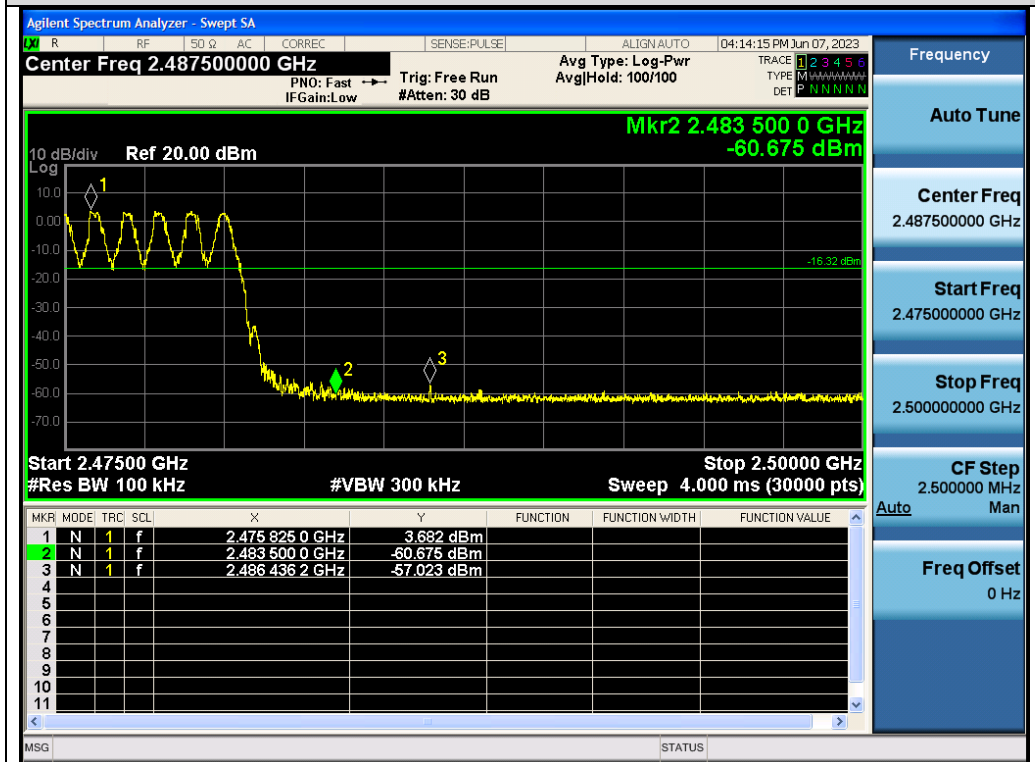 Agilent Spectrum Analyzer - Swept SA
LXI R RF 50 Ω AC CORREC SENSE:PULSE ALIGN AUTO 04:14:15 PM Jun 07, 2023
Center Freq 2.487500000 GHz
PNO: Fast
IFGain:Low
Trig: Free Run
#Atten: 30 dB
Avg Type: Log-Pwr
Avg|Hold: 100/100
TRACE 1 2 3 4 5 6
TYPE M
DET P N N N N N
Mkr2 2.483 500 0 GHz
-60.675 dBm
10 dB/div Ref 20.00 dBm
Log
10.0
0.00
-10.0
-20.0
-30.0
-40.0
-50.0
-60.0
-70.0
1
2
3
-16.32 dBm
Start 2.47500 GHz Stop 2.50000 GHz
#Res BW 100 kHz #VBW 300 kHz Sweep 4.000 ms (30000 pts)
MKR MODE TRC SCL X Y FUNCTION FUNCTION WIDTH FUNCTION VALUE
1 N 1 f 2.475 825 0 GHz 3.682 dBm
2 N 1 f 2.483 500 0 GHz -60.675 dBm
3 N 1 f 2.486 436 2 GHz -57.023 dBm
4
5
6
7
8
9
10
11
MSG STATUS
Frequency
Auto Tune
Center Freq
2.487500000 GHz
Start Freq
2.475000000 GHz
Stop Freq
2.500000000 GHz
CF Step
2.500000 MHz
Auto Man
Freq Offset
0 Hz